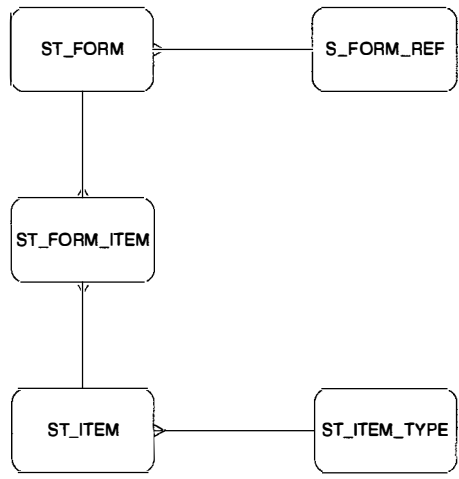 ST_FORM
S_FORM_REF
ST_FORM_ITEM
ST_ITEM
ST_ITEM_TYPE